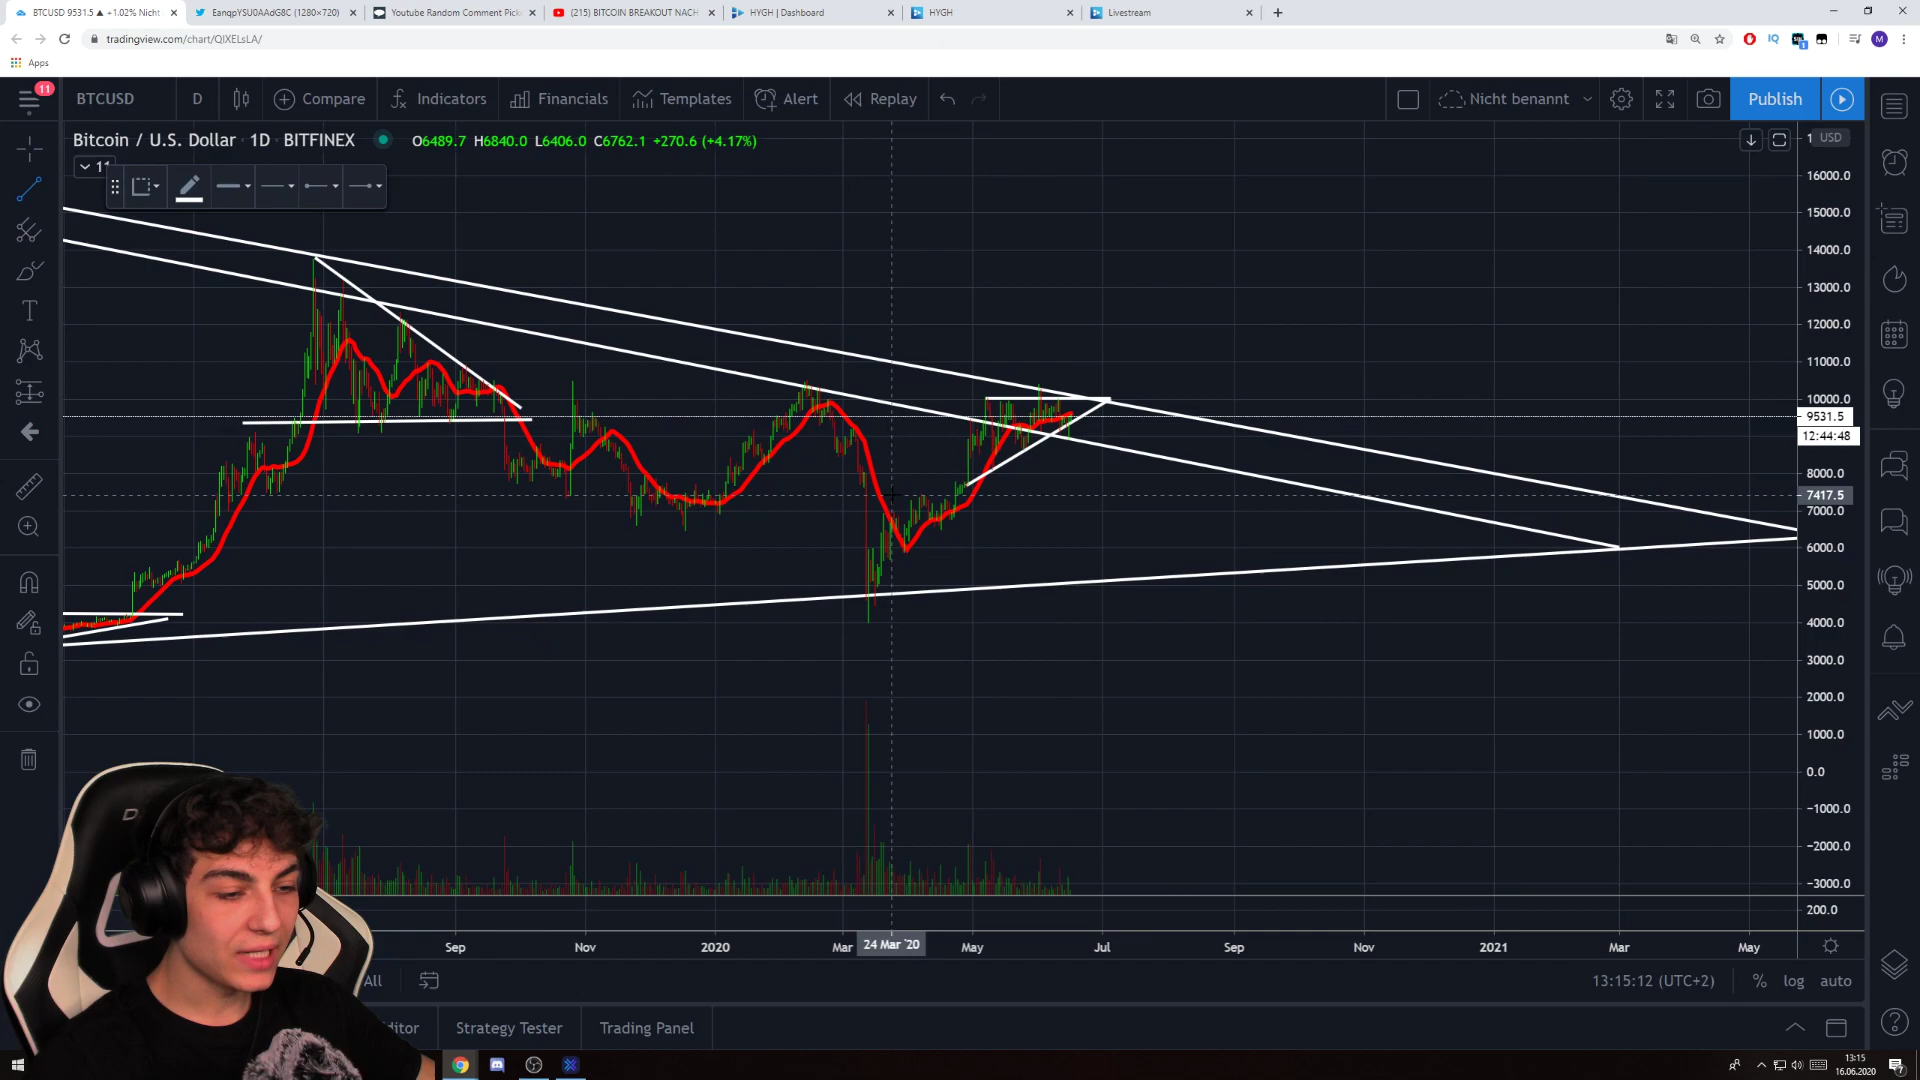 BTCUSD 9531.5 ▲ +1.02% Nicht
EanqpYSU0AAdG8C (1280×720)
Youtube Random Comment Pick
(215) BITCOIN BREAKOUT NACH
HYGH | Dashboard
HYGH
Livestream
tradingview.com/chart/QIXELsLA/
Apps
11
BTCUSD
D
Compare
Indicators
Financials
Templates
Alert
Replay
Nicht benannt
Publish
Bitcoin / U.S. Dollar · 1D · BITFINEX
O6489.7 H6840.0 L6406.0 C6762.1 +270.6 (+4.17%)
USD
11
16000.0
15000.0
14000.0
13000.0
12000.0
11000.0
10000.0
9531.5
12:44:48
8000.0
7417.5
7000.0
6000.0
5000.0
4000.0
3000.0
2000.0
1000.0
0.0
−1000.0
−2000.0
−3000.0
200.0
Sep
Nov
2020
Mar
24 Mar '20
May
Jul
Sep
Nov
2021
Mar
May
All
13:15:12 (UTC+2)
%
log
auto
itor
Strategy Tester
Trading Panel
13:15
16.06.2020